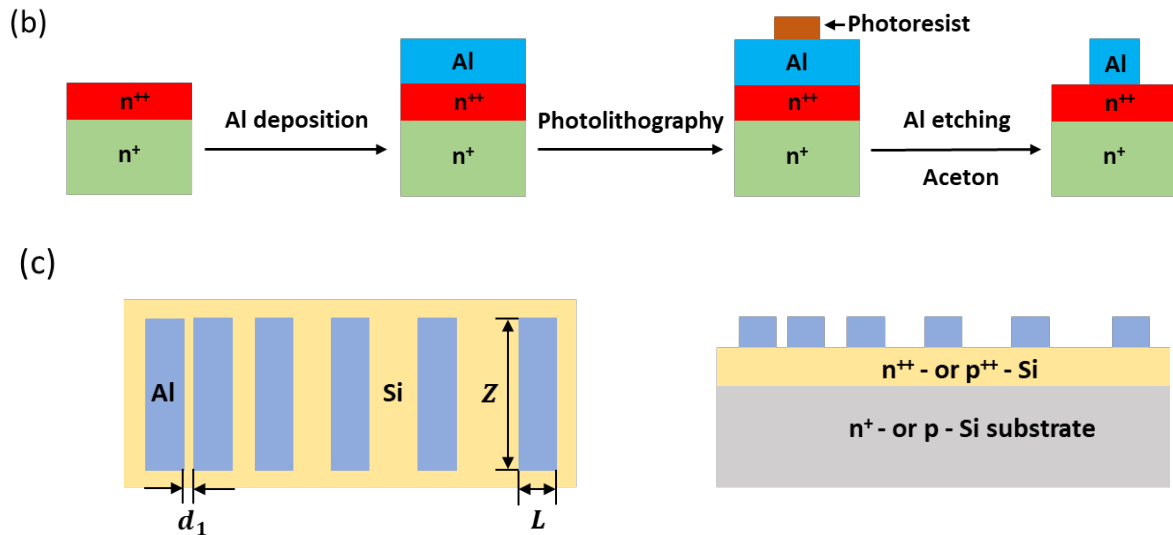 (b)
Photoresist
Al
Al
Al
n⁺⁺
Al deposition
n⁺⁺
Photolithography
n⁺⁺
Al etching
n⁺⁺
n⁺
n⁺
n⁺
Aceton
n⁺
(c)
Al
Si
Z
n⁺⁺ - or p⁺⁺ - Si
n⁺ - or p - Si substrate
d₁
L